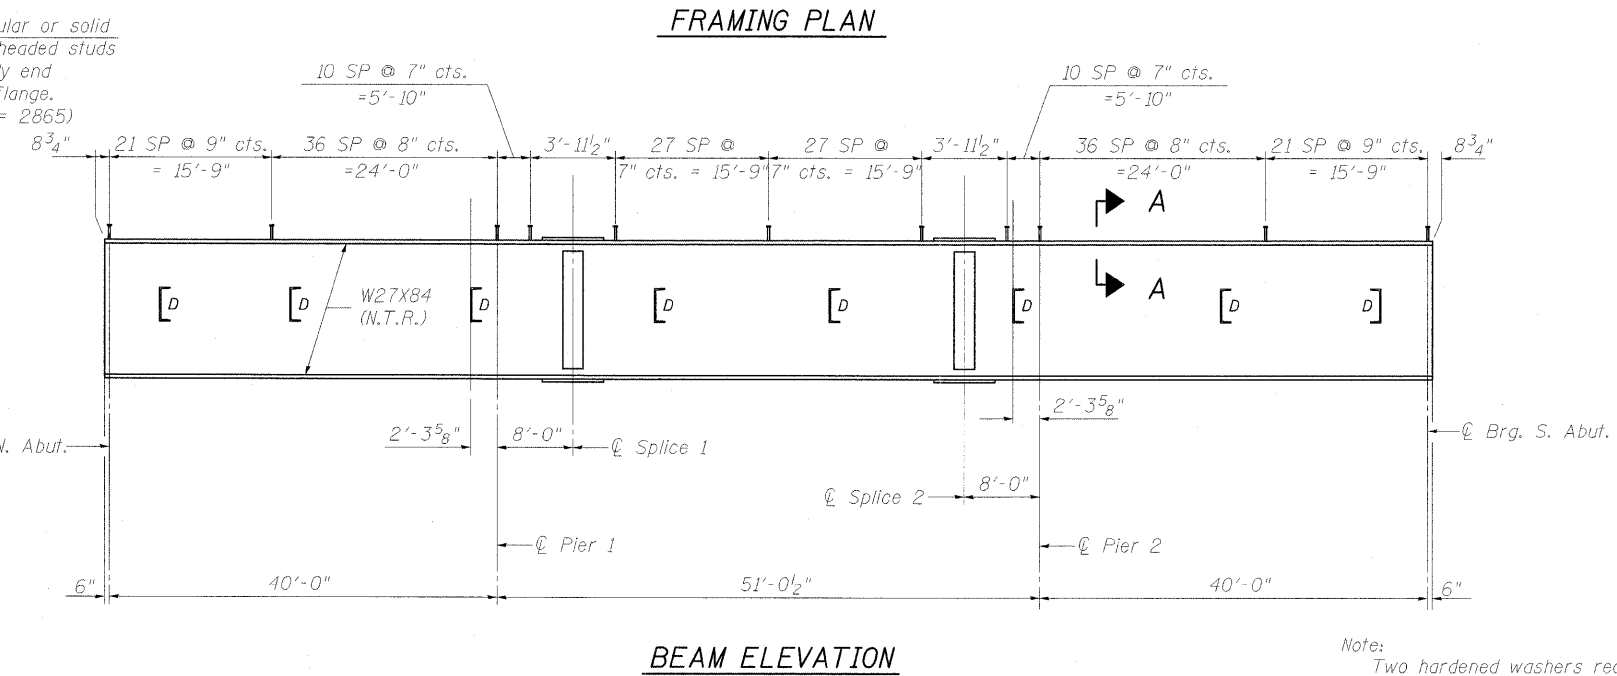 FRAMING PLAN
or solid
headed studs
end
flange.
= 2865)
10 SP @ 7" cts.
=5'-10"
10 SP @ 7" cts.
=5'-10"
8¾"
21 SP @ 9" cts.
= 15'-9"
36 SP @ 8" cts.
=24'-0"
3'-11½"
27 SP @
7" cts. = 15'-9"
27 SP @
7" cts. = 15'-9"
3'-11½"
36 SP @ 8" cts.
=24'-0"
21 SP @ 9" cts.
= 15'-9"
8¾"
A
A
D
D
D
W27X84
(N.T.R.)
D
D
D
D
D
2'-3⅝"
8'-0"
℄ Splice 1
2'-3⅝"
N. Abut.
℄ Brg. S. Abut.
℄ Splice 2
8'-0"
℄ Pier 1
℄ Pier 2
6"
40'-0"
51'-0½"
40'-0"
6"
BEAM ELEVATION
Note:
Two hardened washers